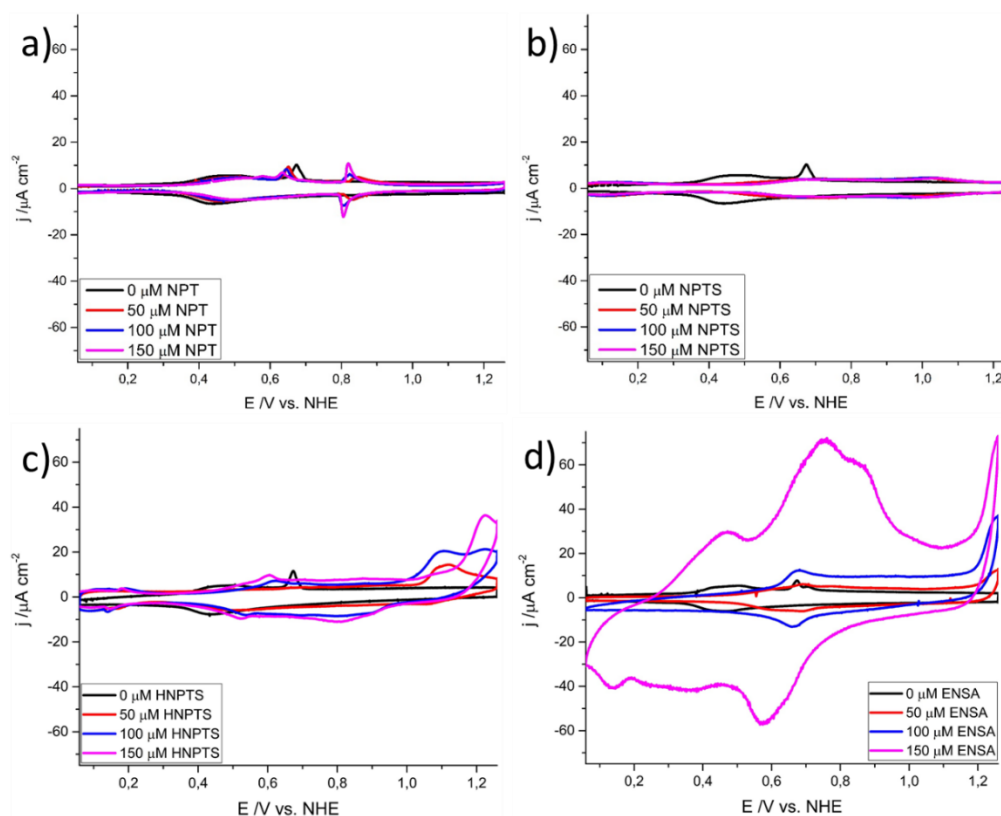 a)
60
40
20
0
-20
-40
-60
j /μA cm⁻²
0 μM NPT
50 μM NPT
100 μM NPT
150 μM NPT
0,2 0,4 0,6 0,8 1,0 1,2
E /V vs. NHE
b)
60
40
20
0
-20
-40
-60
j /μA cm⁻²
0 μM NPTS
50 μM NPTS
100 μM NPTS
150 μM NPTS
0,2 0,4 0,6 0,8 1,0 1,2
E /V vs. NHE
c)
60
40
20
0
-20
-40
-60
j /μA cm⁻²
0 μM HNPTS
50 μM HNPTS
100 μM HNPTS
150 μM HNPTS
0,2 0,4 0,6 0,8 1,0 1,2
E /V vs. NHE
d)
60
40
20
0
-20
-40
-60
j /μA cm⁻²
0 μM ENSA
50 μM ENSA
100 μM ENSA
150 μM ENSA
0,2 0,4 0,6 0,8 1,0 1,2
E /V vs. NHE